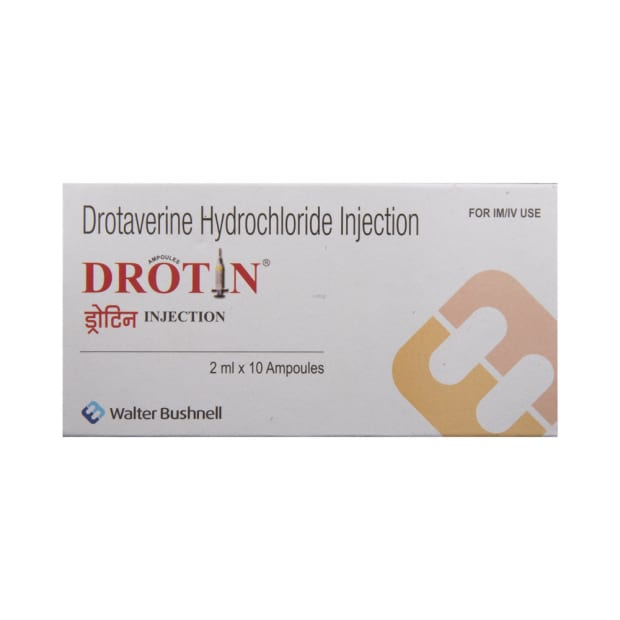 Drotaverine Hydrochloride Injection
FOR IM/IV USE
AMPOULES
DROTIN®
ड्रोटिन INJECTION
2 ml x 10 Ampoules
Walter Bushnell